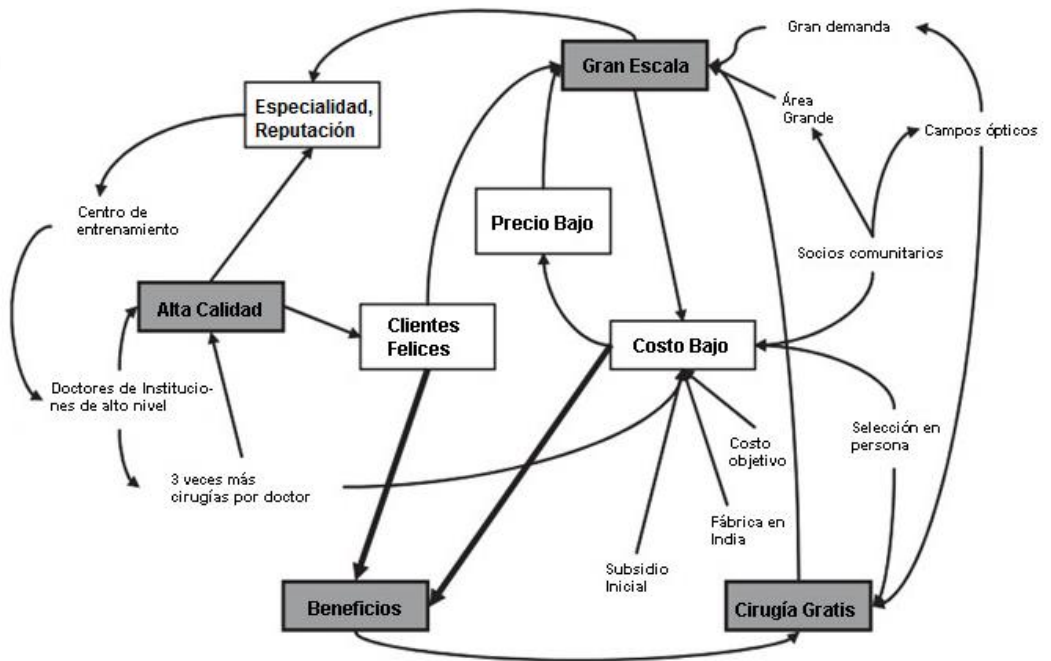 Gran demanda
Gran Escala
Especialidad,
Reputación
Área
Grande
Campos ópticos
Centro de
entrenamiento
Precio Bajo
Socios comunitarios
Alta Calidad
Clientes
Felices
Costo Bajo
Doctores de Institucio-
nes de alto nivel
Costo
objetivo
Selección en
persona
3 veces más
cirugías por doctor
Fábrica en
India
Subsidio
Inicial
Beneficios
Cirugía Gratis